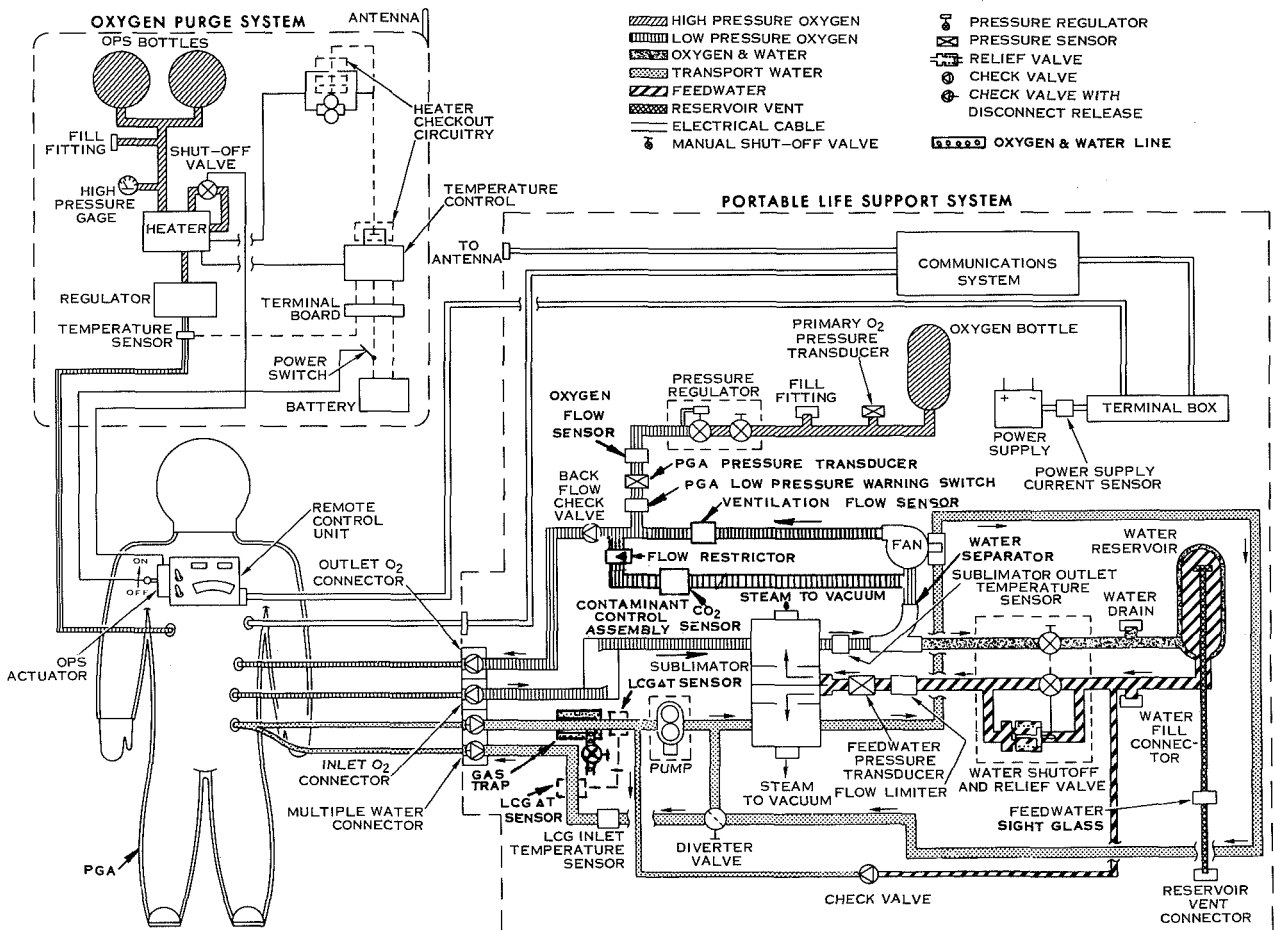 OXYGEN PURGE SYSTEM
ANTENNA
OPS BOTTLES
HEATER
CHECKOUT
CIRCUITRY
FILL
FITTING
SHUT-OFF
VALVE
HIGH
PRESSURE
GAGE
HEATER
TEMPERATURE
CONTROL
REGULATOR
TERMINAL
BOARD
TEMPERATURE
SENSOR
POWER
SWITCH
BATTERY
HIGH PRESSURE OXYGEN
LOW PRESSURE OXYGEN
OXYGEN & WATER
TRANSPORT WATER
FEEDWATER
RESERVOIR VENT
ELECTRICAL CABLE
MANUAL SHUT-OFF VALVE
PRESSURE REGULATOR
PRESSURE SENSOR
RELIEF VALVE
CHECK VALVE
CHECK VALVE WITH
DISCONNECT RELEASE
OXYGEN & WATER LINE
PORTABLE LIFE SUPPORT SYSTEM
TO
ANTENNA
COMMUNICATIONS
SYSTEM
PRIMARY O2
PRESSURE
TRANSDUCER
OXYGEN BOTTLE
PRESSURE
REGULATOR
FILL
FITTING
+ -
POWER
SUPPLY
TERMINAL BOX
POWER SUPPLY
CURRENT SENSOR
OXYGEN
FLOW
SENSOR
PGA PRESSURE TRANSDUCER
PGA LOW PRESSURE WARNING SWITCH
VENTILATION FLOW SENSOR
BACK
FLOW
CHECK
VALVE
FAN
WATER
SEPARATOR
FLOW RESTRICTOR
SUBLIMATOR OUTLET
TEMPERATURE
SENSOR
WATER
RESERVOIR
WATER
DRAIN
STEAM TO VACUUM
CO2
SENSOR
CONTAMINANT
CONTROL
ASSEMBLY
REMOTE
CONTROL
UNIT
ON
OFF
OUTLET O2
CONNECTOR
OPS
ACTUATOR
SUBLIMATOR
LCG ΔT SENSOR
INLET O2
CONNECTOR
GAS
TRAP
PUMP
MULTIPLE WATER
CONNECTOR
LCG ΔT
SENSOR
LCG INLET
TEMPERATURE
SENSOR
STEAM
TO VACUUM
DIVERTER
VALVE
FEEDWATER
PRESSURE
TRANSDUCER
FLOW LIMITER
WATER SHUTOFF
AND RELIEF VALVE
WATER
FILL
CONNEC-
TOR
FEEDWATER
SIGHT GLASS
PGA
CHECK VALVE
RESERVOIR
VENT
CONNECTOR